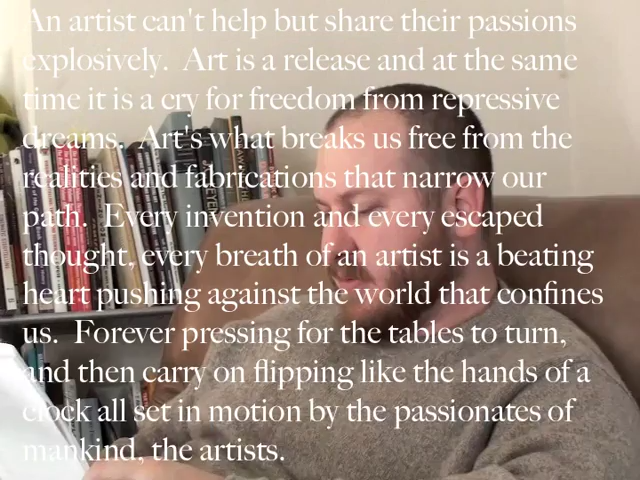 An artist can't help but share their passions
explosively.  Art is a release and at the same
time it is a cry for freedom from repressive
dreams.  Art's what breaks us free from the
realities and fabrications that narrow our
path.  Every invention and every escaped
thought, every breath of an artist is a beating
heart pushing against the world that confines
us.  Forever pressing for the tables to turn,
and then carry on flipping like the hands of a
clock all set in motion by the passionates of
mankind, the artists.